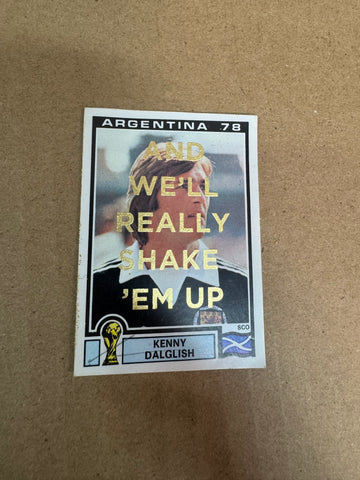 ARGENTINA 78
AND
WE'LL
REALLY
SHAKE
'EM UP
SCO
KENNY
DALGLISH